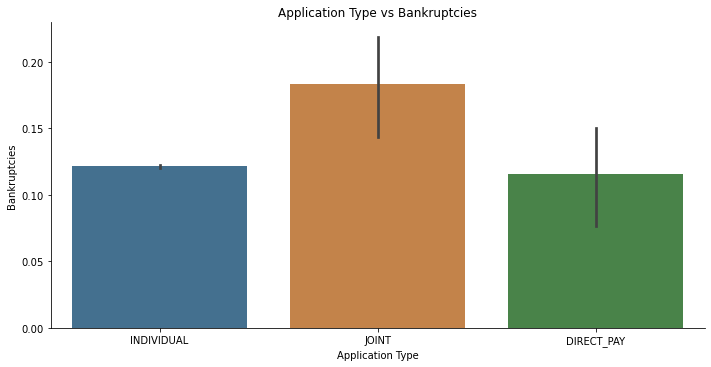 Application Type vs Bankruptcies
Bankruptcies
0.20
0.15
0.10
0.05
0.00
INDIVIDUAL
JOINT
DIRECT_PAY
Application Type